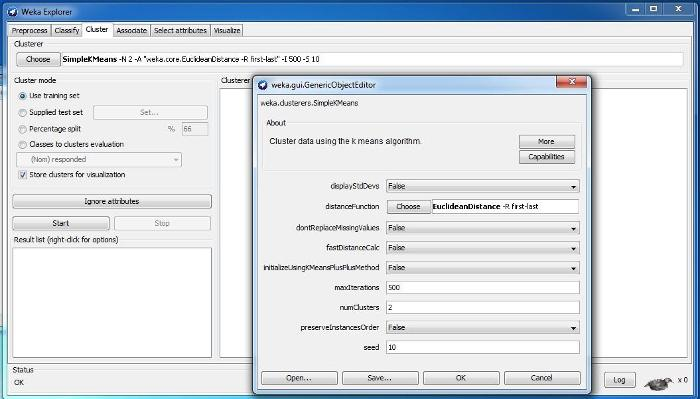 Weka Explorer
Preprocess Classify Cluster Associate Select attributes Visualize
Clusterer
Choose SimpleKMeans -N 2 -A "weka.core.EuclideanDistance -R first-last" -I 500 -S 10
Cluster mode
Use training set
Supplied test set Set...
Percentage split % 66
Classes to clusters evaluation
(Nom) responded
Store clusters for visualization
Ignore attributes
Start Stop
Result list (right-click for options)
Clusterer
weka.gui.GenericObjectEditor
weka.clusterers.SimpleKMeans
About
Cluster data using the k means algorithm.
More
Capabilities
displayStdDevs False
distanceFunction Choose EuclideanDistance -R first-last
dontReplaceMissingValues False
fastDistanceCalc False
initializeUsingKMeansPlusPlusMethod False
maxIterations 500
numClusters 2
preserveInstancesOrder False
seed 10
Open... Save... OK Cancel
Status
OK
Log x 0